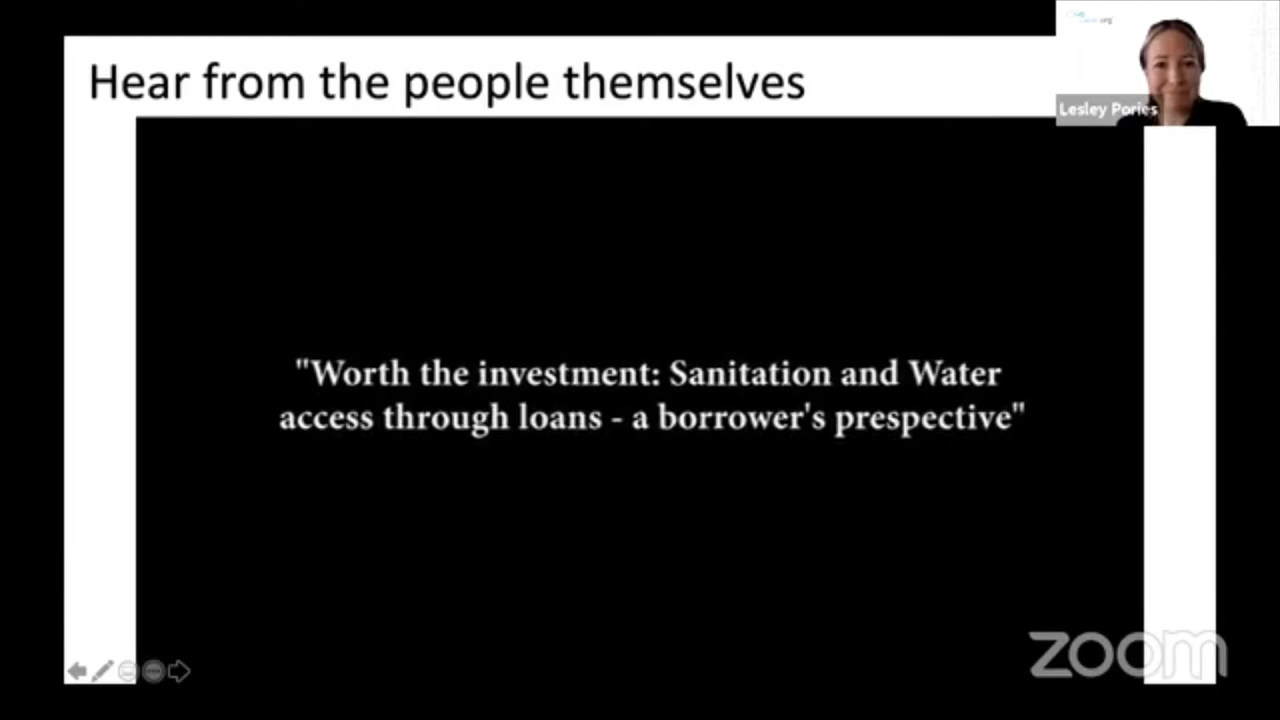 Hear from the people themselves
Lesley Pories
"Worth the investment: Sanitation and Water
access through loans - a borrower's prespective"
zoom